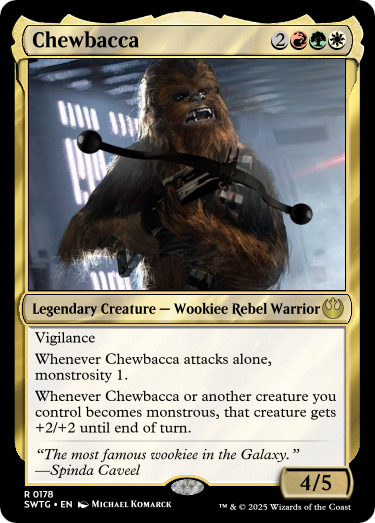 Chewbacca 2
Legendary Creature — Wookiee Rebel Warrior
Vigilance
Whenever Chewbacca attacks alone,
monstrosity 1.
Whenever Chewbacca or another creature you
control becomes monstrous, that creature gets
+2/+2 until end of turn.
“The most famous wookiee in the Galaxy.”
—Spinda Caveel
4/5
R 0178
SWTG • EN Michael Komarck
™ & © 2025 Wizards of the Coast